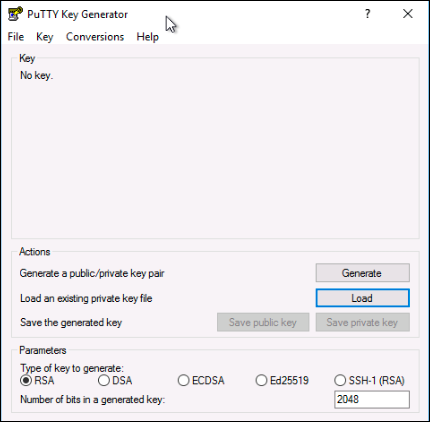 PuTTY Key Generator ? ×
File Key Conversions Help
Key
No key.
Actions
Generate a public/private key pair Generate
Load an existing private key file Load
Save the generated key Save public key Save private key
Parameters
Type of key to generate:
RSA DSA ECDSA Ed25519 SSH-1 (RSA)
Number of bits in a generated key: 2048